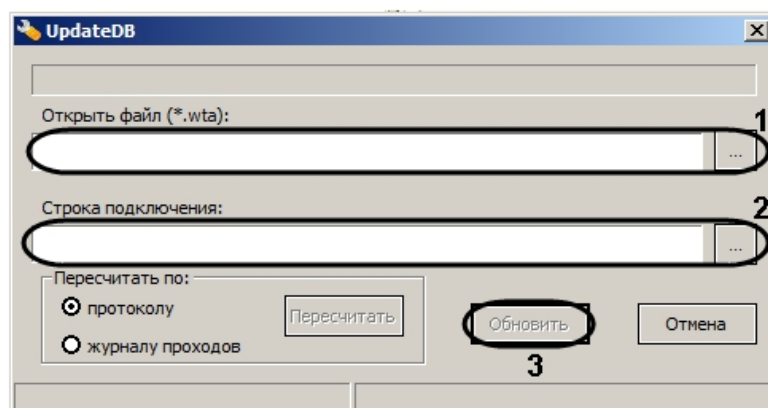 UpdateDB
Открыть файл (*.wta):
1
...
Строка подключения:
2
...
Пересчитать по:
протоколу
Пересчитать
журналу проходов
Обновить
Отмена
3